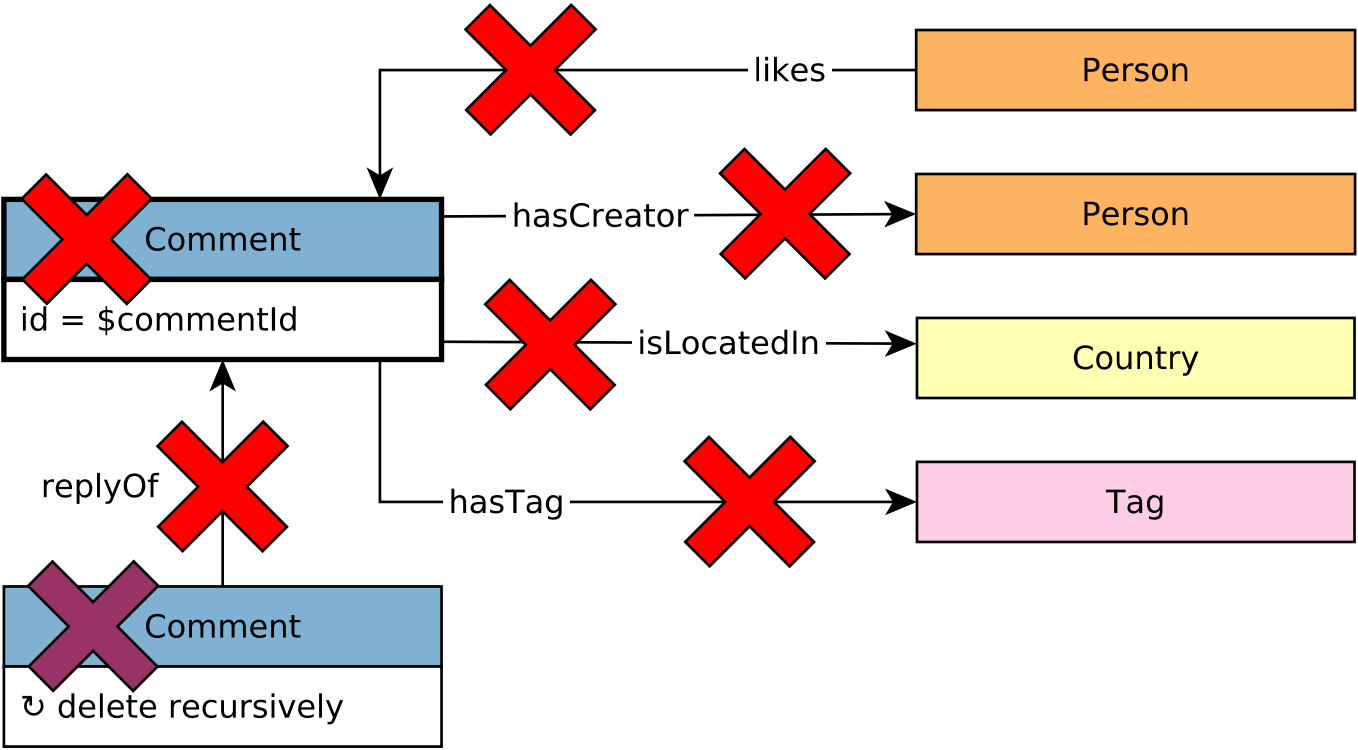 likes
Person
Comment
id = $commentId
hasCreator
Person
isLocatedIn
Country
replyOf
hasTag
Tag
Comment
↻ delete recursively